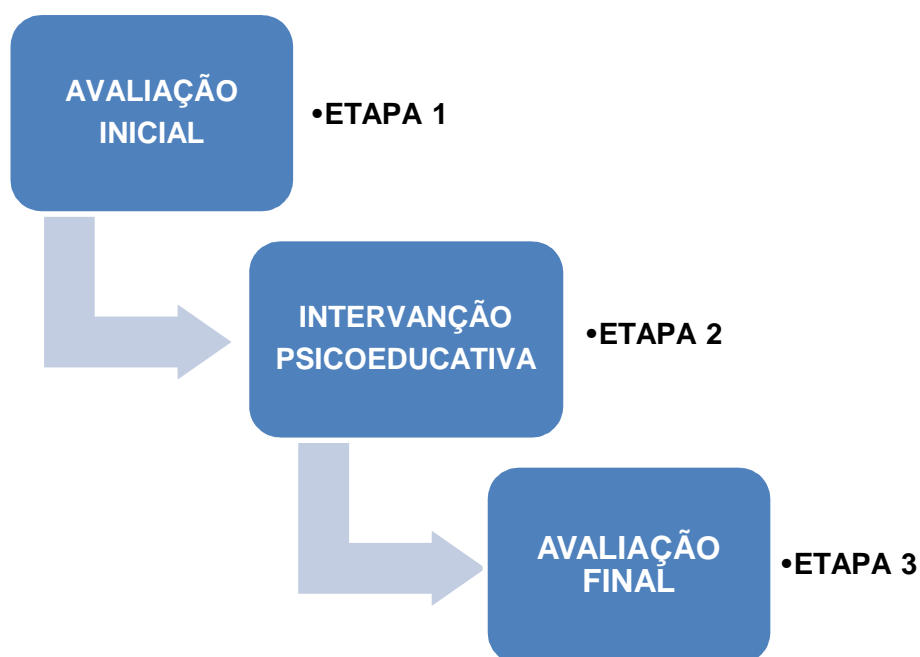 AVALIAÇÃO
INICIAL
•ETAPA 1
INTERVANÇÃO
PSICOEDUCATIVA
•ETAPA 2
AVALIAÇÃO
FINAL
•ETAPA 3